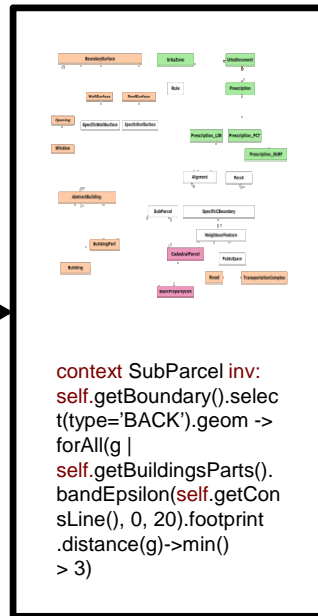 BoundarySurface
UrbaZone
UrbaDocument
Rule
Prescription
WallSurface
RoofSurface
Opening
SpecificWallSurface
SpecificRoofSurface
Window
Prescription_LIN
Prescription_PCT
Prescription_SURF
Alignment
Recoil
AbstractBuilding
SubParcel
SpecificCBoundary
BuildingPart
NeighbourFeature
CadastralParcel
PublicSpace
Building
Road
TransportationComplex
BasicPropertyUnit
context SubParcel inv:
self.getBoundary().selec
t(type='BACK').geom ->
forAll(g |
self.getBuildingsParts().
bandEpsilon(self.getCon
sLine(), 0, 20).footprint
.distance(g)->min()
> 3)